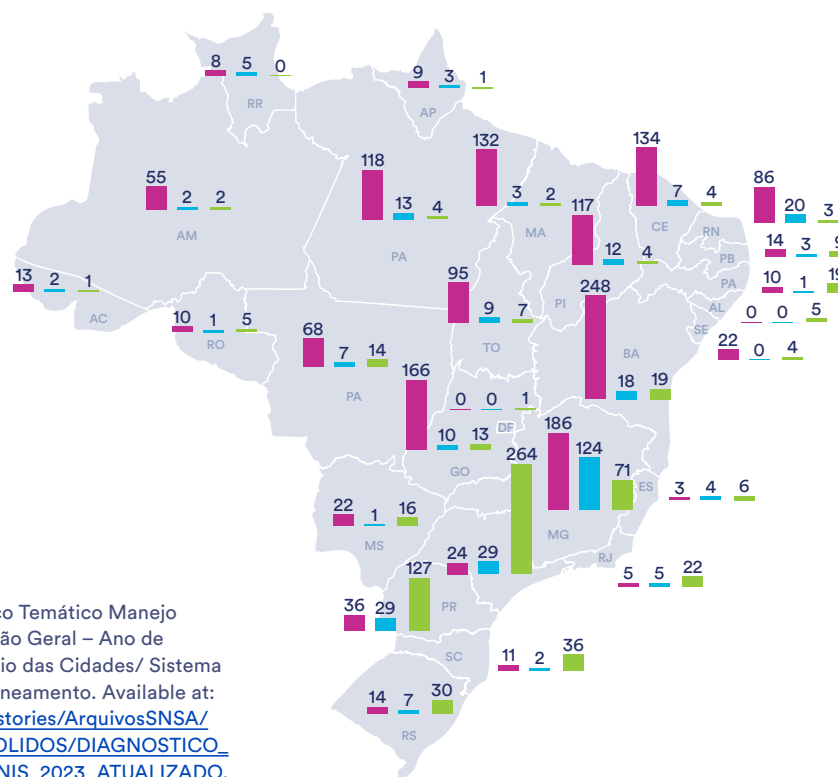 8 5 0
RR
9 3 1
AP
132 3 2
MA
134 7 4
CE
118 13 4
PA
55 2 2
AM
86 20 3
RN
117 12 4
PI
14 3
PB
13 2 1
AC
10 1
PA
95 9 7
TO
248 18 19
BA
AL
0 0 5
SE
22 0 4
10 1 5
RO
68 7 14
PA
166 10 13
GO
0 0 1
DF
186 124 71
MG
264
24 29
ES
3 4 6
22 1 16
MS
RJ
5 5 22
127
36 29
PR
SC
11 2 36
14 7 30
RS
co Temático Manejo
ão Geral – Ano de
io das Cidades/ Sistema
neamento. Available at:
stories/ArquivosSNSA/
OLIDOS/DIAGNOSTICO_
NIS_2023_ATUALIZADO.